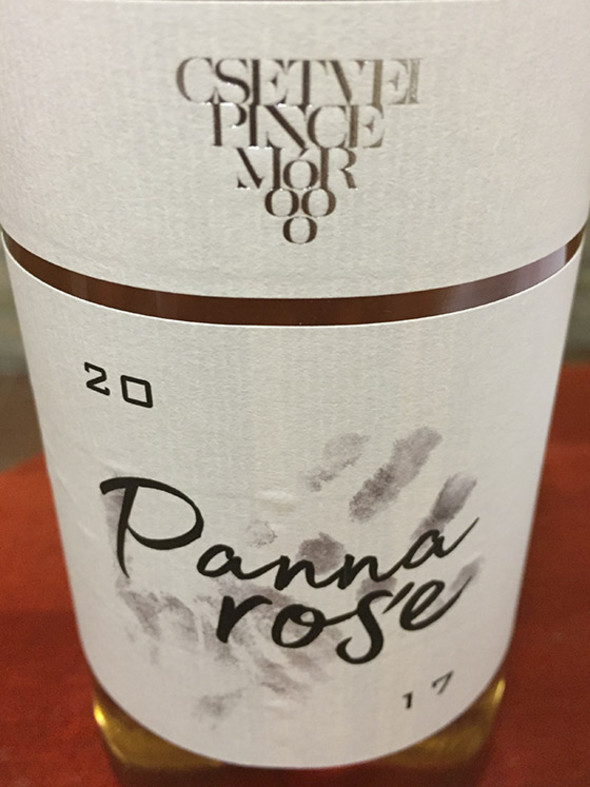 CSETVEI
PINCE
MóR
OO
O
20
Panna
rosé
17